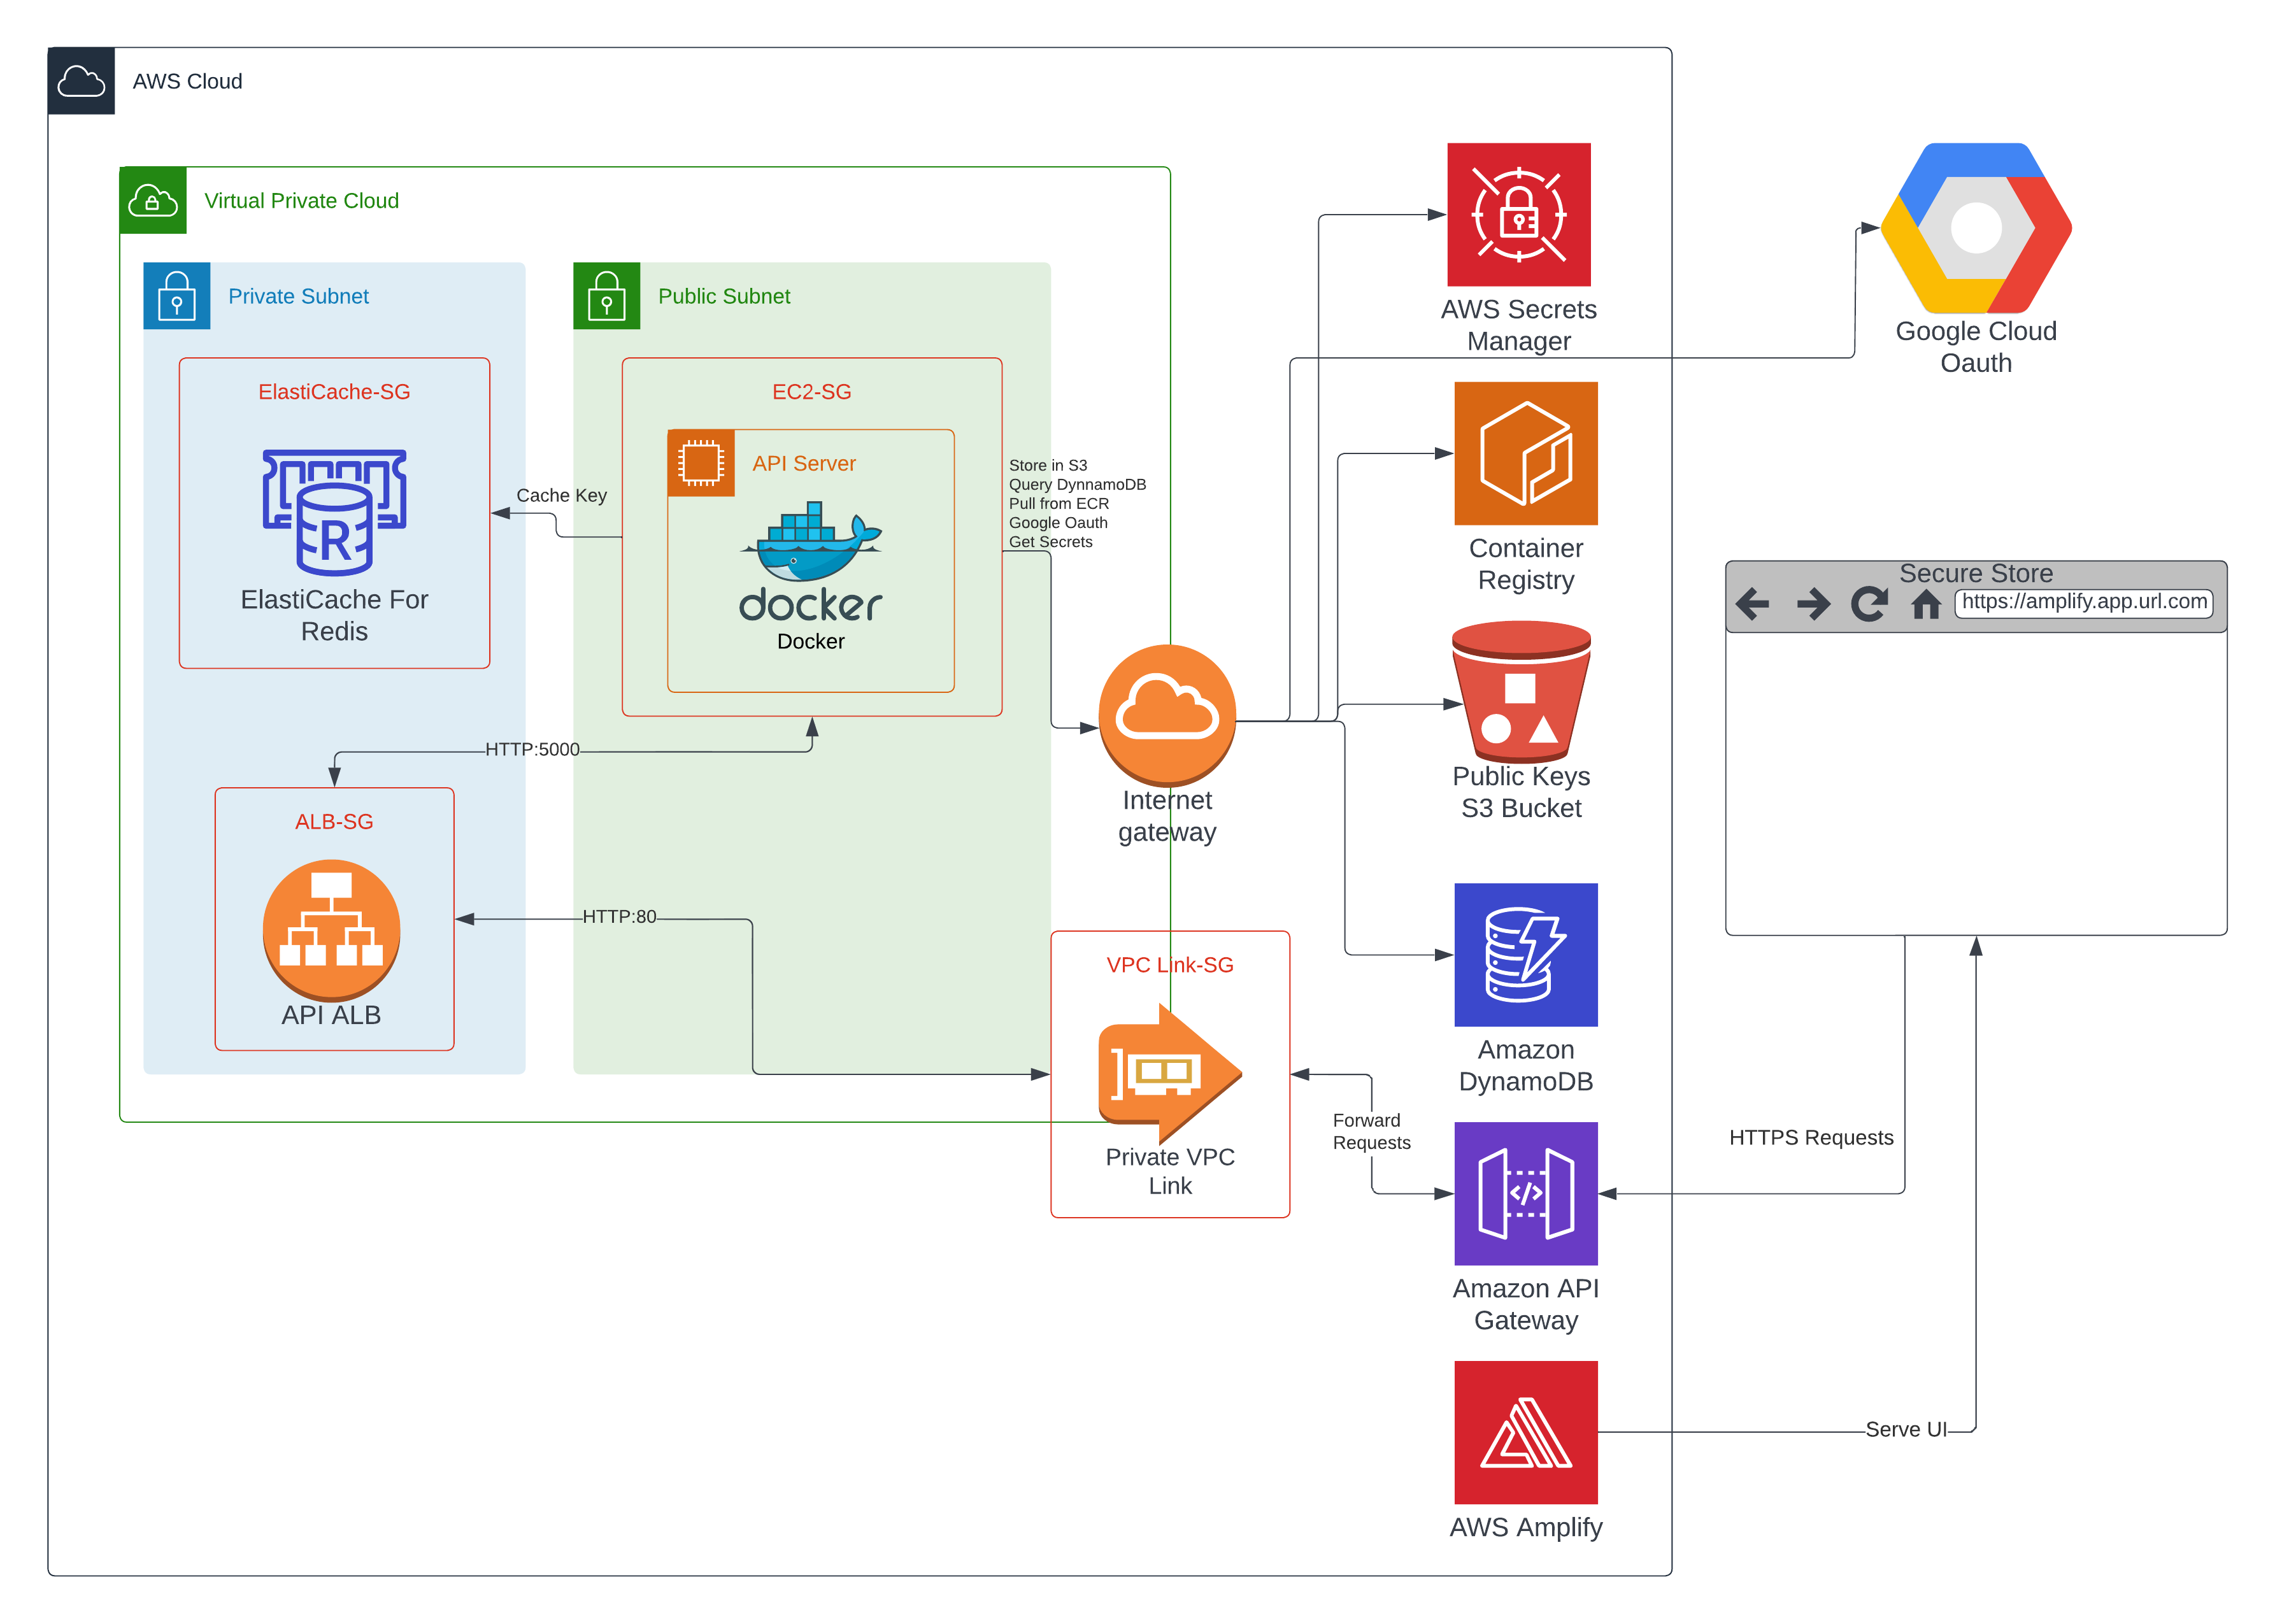 AWS Cloud
Virtual Private Cloud
Private Subnet
Public Subnet
ElastiCache-SG
R
ElastiCache For
Redis
Cache Key
EC2-SG
API Server
docker
Docker
Store in S3
Query DynnamoDB
Pull from ECR
Google Oauth
Get Secrets
HTTP:5000
ALB-SG
API ALB
HTTP:80
Internet
gateway
VPC Link-SG
Private VPC
Link
Forward
Requests
AWS Secrets
Manager
Container
Registry
Public Keys
S3 Bucket
Amazon
DynamoDB
Amazon API
Gateway
AWS Amplify
Google Cloud
Oauth
Secure Store
https://amplify.app.url.com
HTTPS Requests
Serve UI